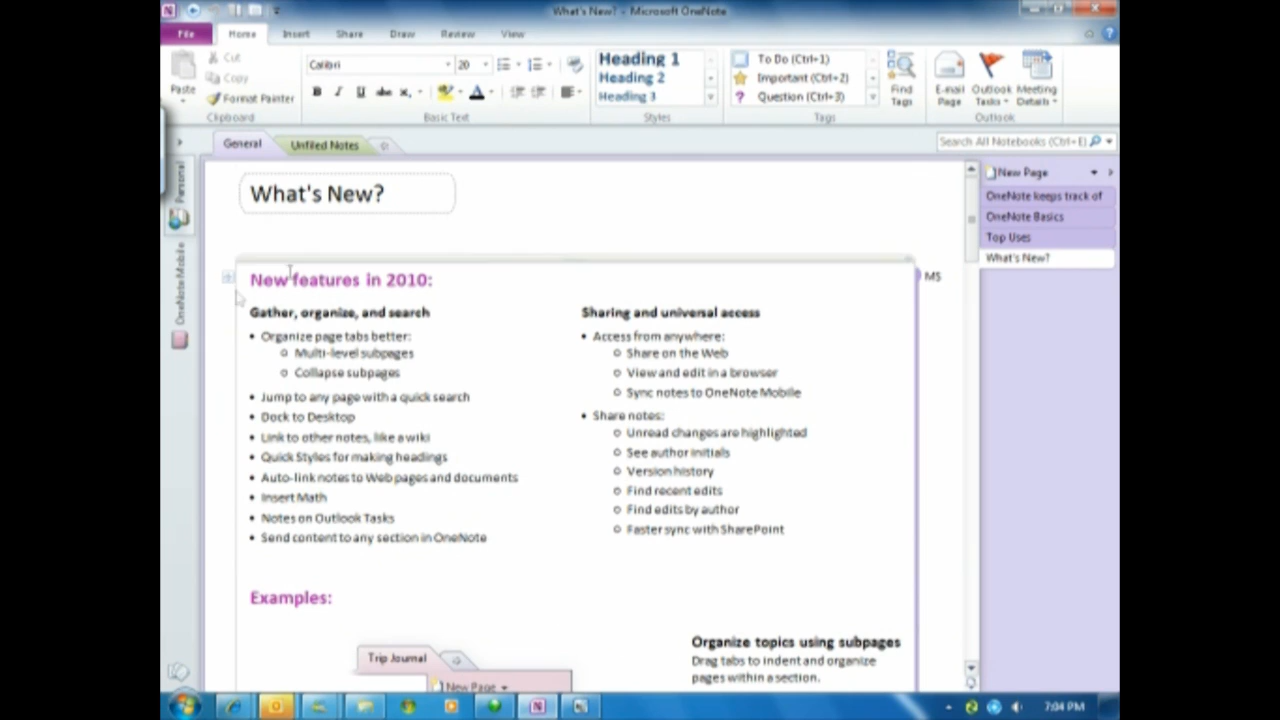 What's New? - Microsoft OneNote
File Home Insert Share Draw Review View
Paste
Cut
Copy
Format Painter
Clipboard
Calibri 20
B I U abc
Basic Text
Heading 1
Heading 2
Heading 3
Styles
To Do (Ctrl+1)
Important (Ctrl+2)
Question (Ctrl+3)
Tags
Find
Tags
E-mail
Page
Outlook
Tasks
Meeting
Details
Outlook
General Unfiled Notes
Search All Notebooks (Ctrl+E)
Personal
OneNote Mobile
What's New?
New Page
OneNote keeps track of
OneNote Basics
Top Uses
What's New?
New features in 2010:
MS
Gather, organize, and search
• Organize page tabs better:
o Multi-level subpages
o Collapse subpages
• Jump to any page with a quick search
• Dock to Desktop
• Link to other notes, like a wiki
• Quick Styles for making headings
• Auto-link notes to Web pages and documents
• Insert Math
• Notes on Outlook Tasks
• Send content to any section in OneNote
Sharing and universal access
• Access from anywhere:
o Share on the Web
o View and edit in a browser
o Sync notes to OneNote Mobile
• Share notes:
o Unread changes are highlighted
o See author initials
o Version history
o Find recent edits
o Find edits by author
o Faster sync with SharePoint
Examples:
Trip Journal
New Page
Organize topics using subpages
Drag tabs to indent and organize
pages within a section.
7:04 PM